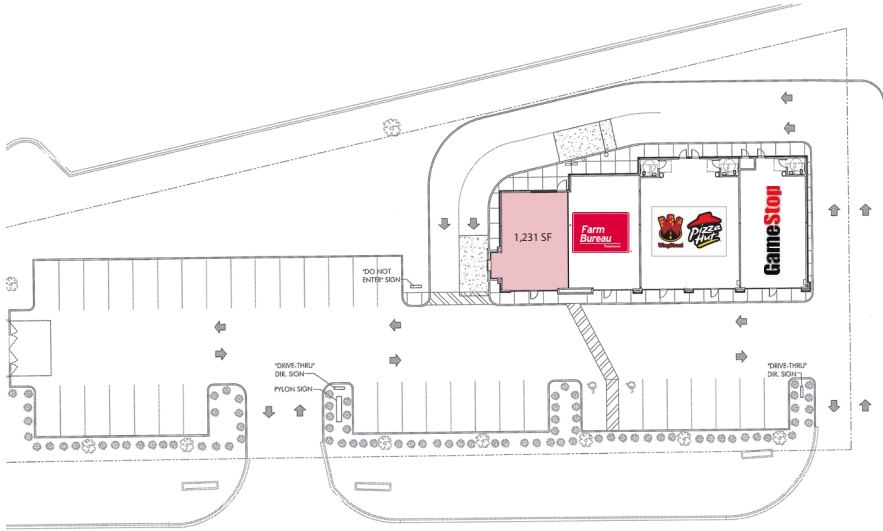 1,231 SF
Farm
Bureau
WingStreet
Pizza
Hut
GameStop
"DO NOT
ENTER" SIGN
"DRIVE-THRU"
DIR. SIGN
PYLON SIGN
"DRIVE-THRU"
DIR. SIGN